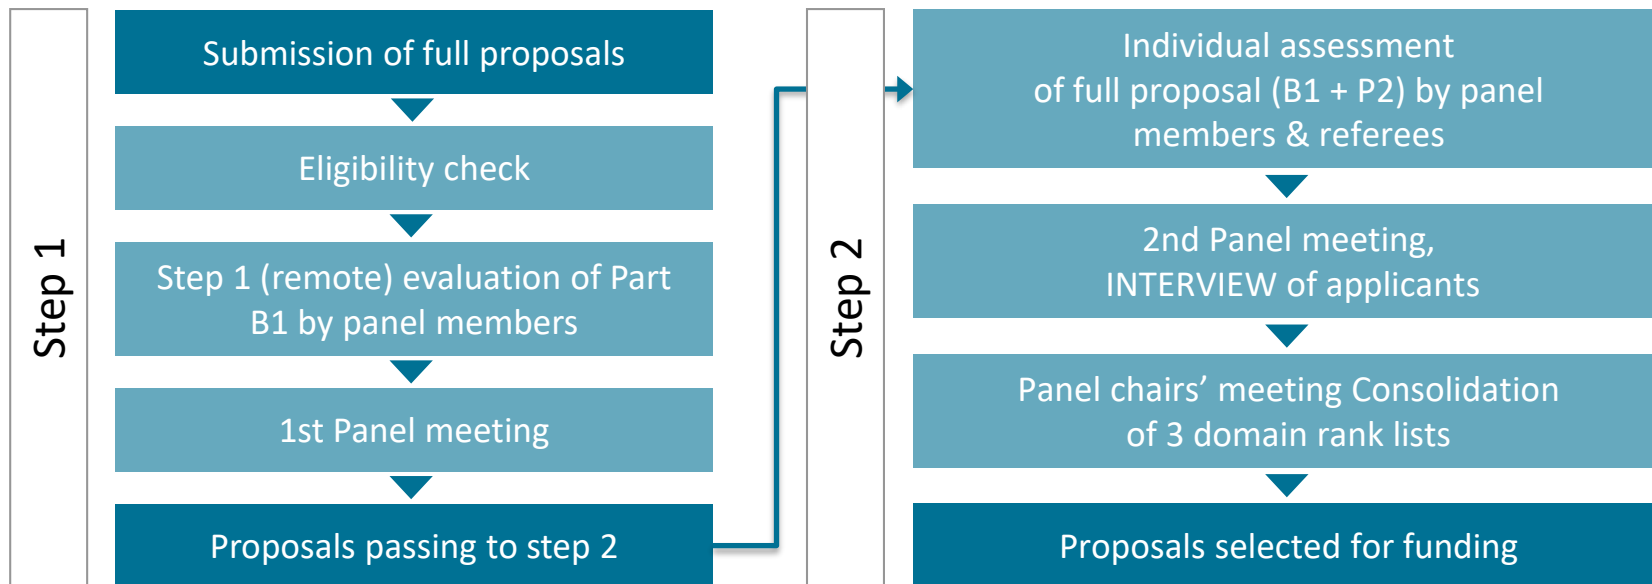 Step 1
Submission of full proposals
Eligibility check
Step 1 (remote) evaluation of Part
B1 by panel members
1st Panel meeting
Proposals passing to step 2
Step 2
Individual assessment
of full proposal (B1 + P2) by panel
members & referees
2nd Panel meeting,
INTERVIEW of applicants
Panel chairs’ meeting Consolidation
of 3 domain rank lists
Proposals selected for funding